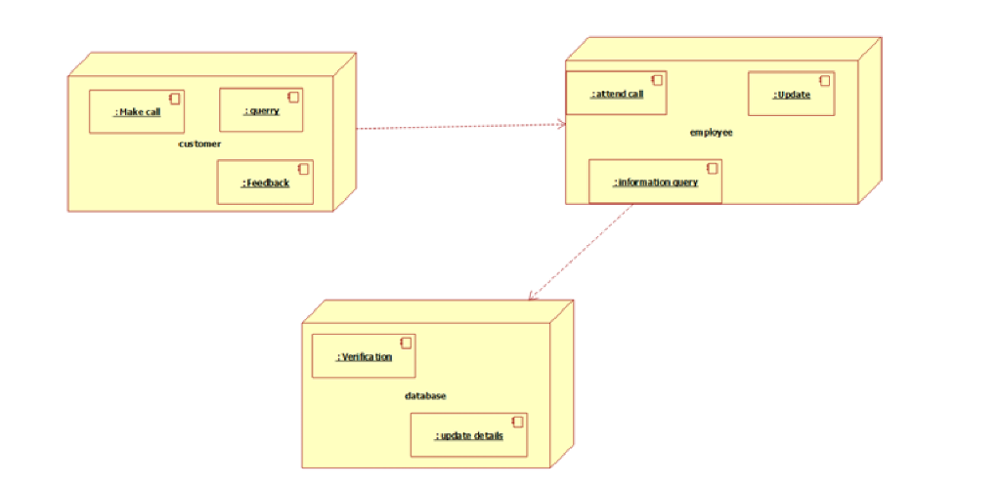 :Make call
:querry
customer
:Feedback
:attend call
:Update
employee
:information query
:Verification
database
:update details